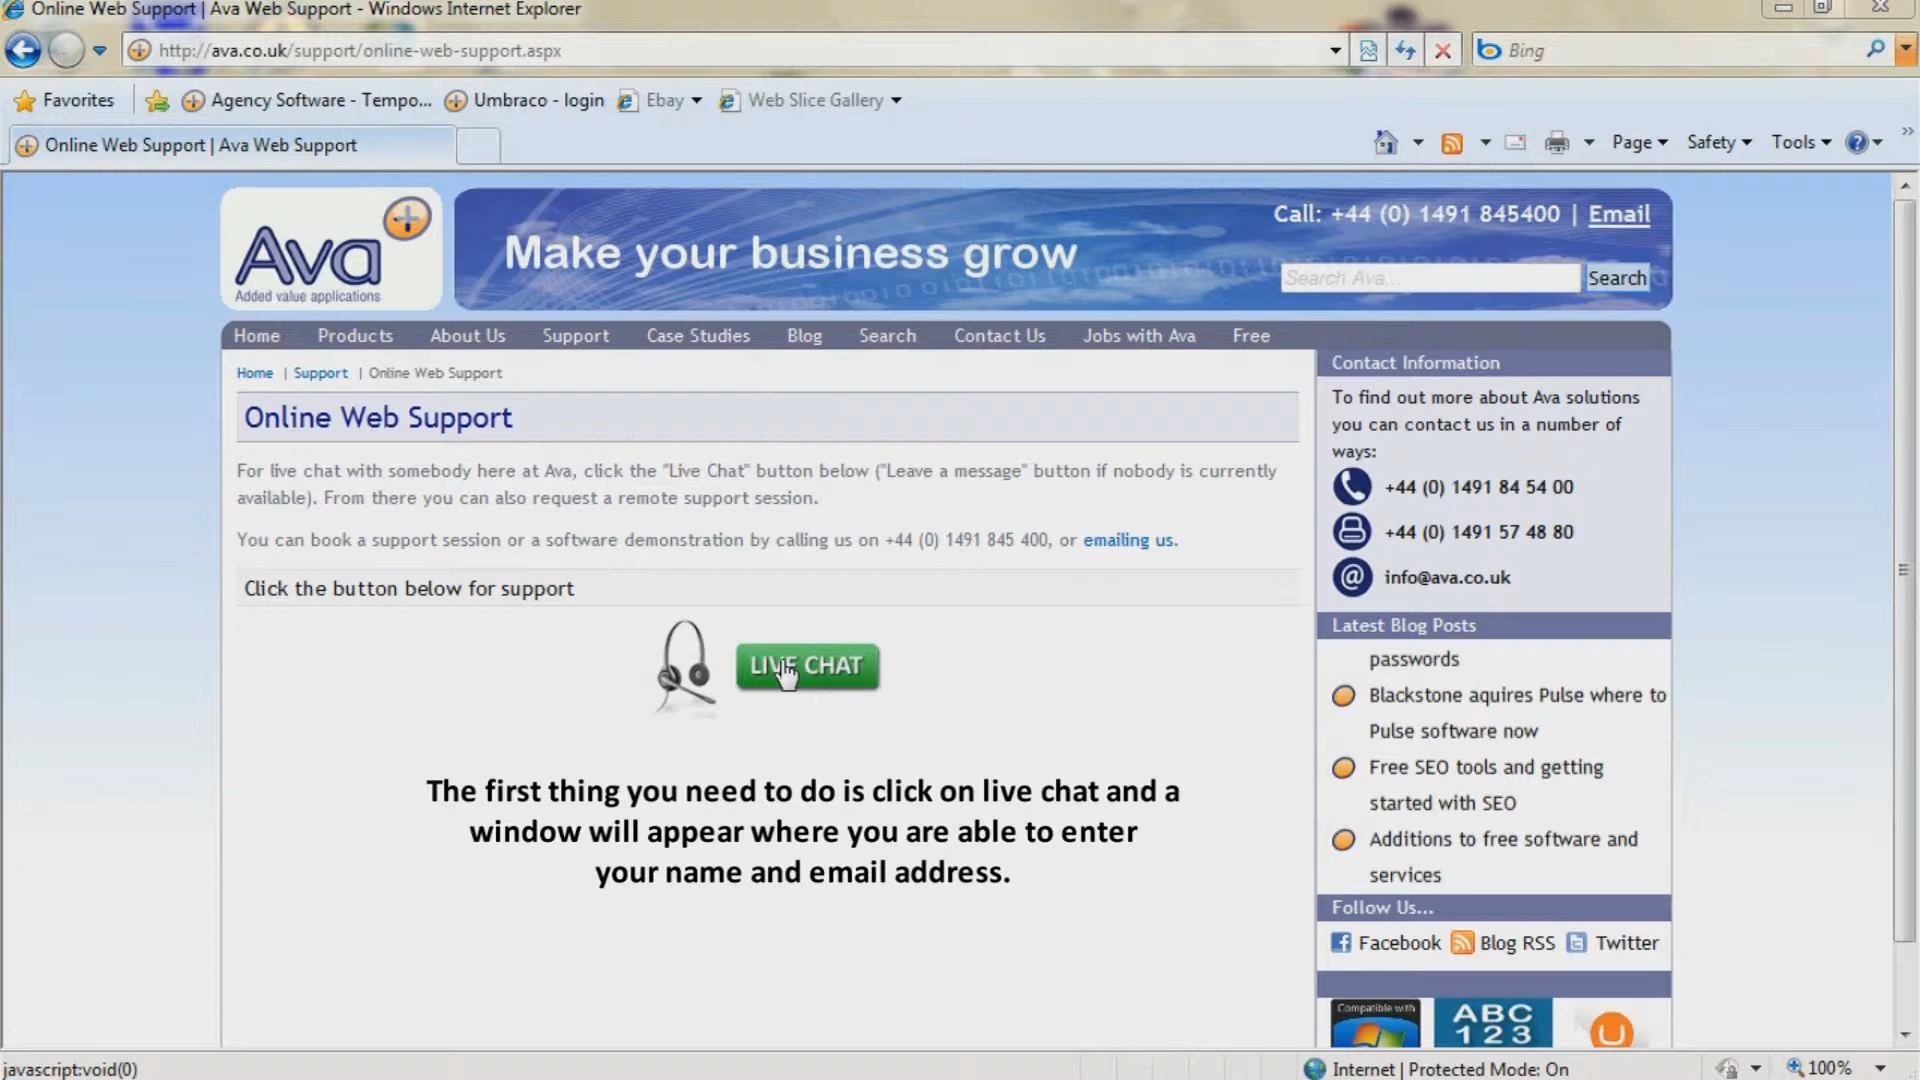 Online Web Support | Ava Web Support - Windows Internet Explorer
http://ava.co.uk/support/online-web-support.aspx
Bing
Favorites
Agency Software - Tempo...
Umbraco - login
Ebay
Web Slice Gallery
Online Web Support | Ava Web Support
Page
Safety
Tools
Ava
Added value applications
Make your business grow
Call: +44 (0) 1491 845400 | Email
Search Ava...
Search
Home
Products
About Us
Support
Case Studies
Blog
Search
Contact Us
Jobs with Ava
Free
Home | Support | Online Web Support
Online Web Support
For live chat with somebody here at Ava, click the "Live Chat" button below ("Leave a message" button if nobody is currently
available). From there you can also request a remote support session.
You can book a support session or a software demonstration by calling us on +44 (0) 1491 845 400, or emailing us.
Click the button below for support
LIVE CHAT
The first thing you need to do is click on live chat and a
window will appear where you are able to enter
your name and email address.
Contact Information
To find out more about Ava solutions
you can contact us in a number of
ways:
+44 (0) 1491 84 54 00
+44 (0) 1491 57 48 80
info@ava.co.uk
Latest Blog Posts
passwords
Blackstone aquires Pulse where to
Pulse software now
Free SEO tools and getting
started with SEO
Additions to free software and
services
Follow Us...
Facebook
Blog RSS
Twitter
Compatible with
ABC
123
javascript:void(0)
Internet | Protected Mode: On
100%